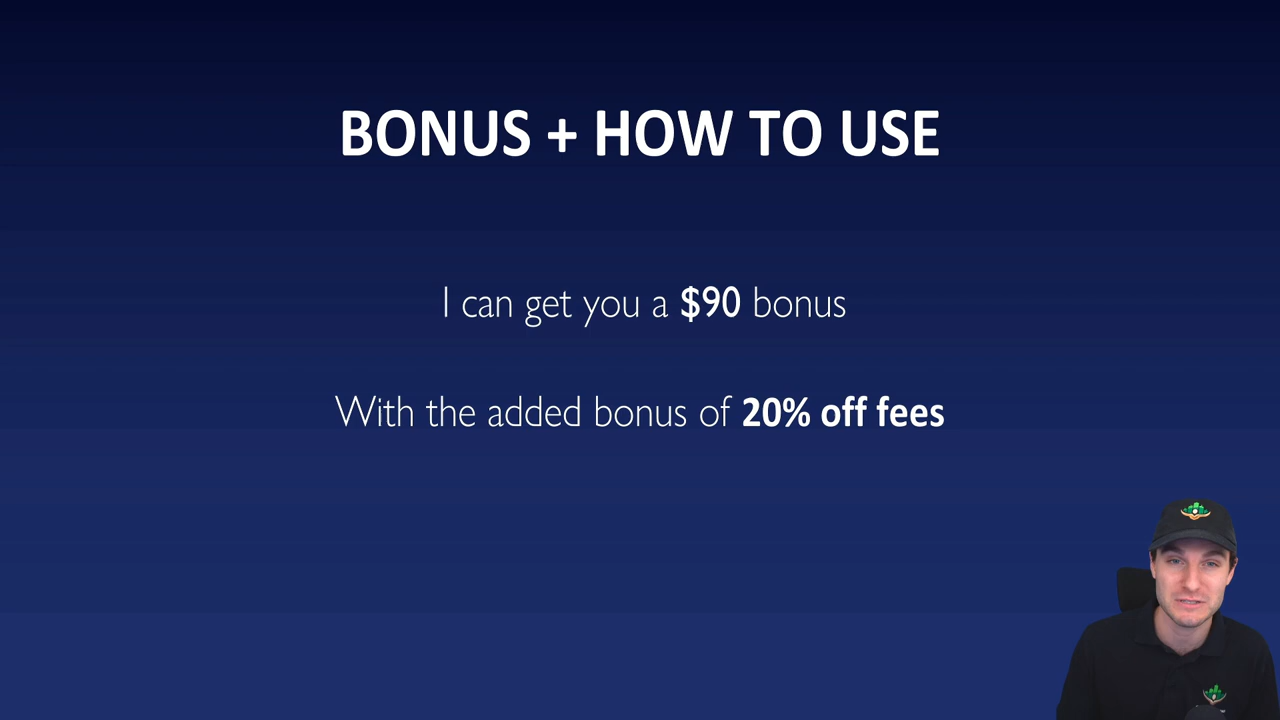 BONUS + HOW TO USE
I can get you a $90 bonus
With the added bonus of 20% off fees